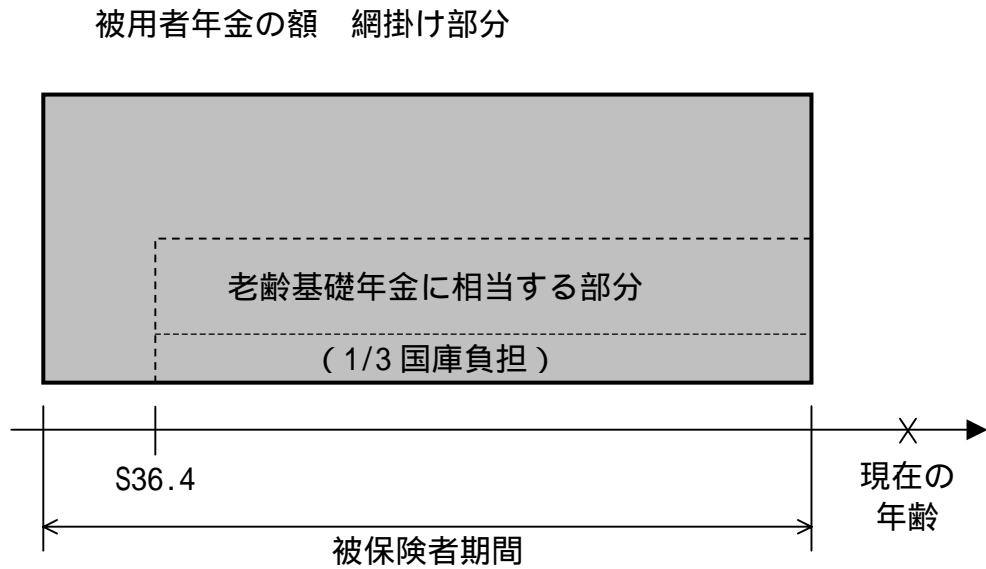 被用者年金の額　網掛け部分
老齢基礎年金に相当する部分
(1/3 国庫負担)
S36.4
現在の
年齢
被保険者期間